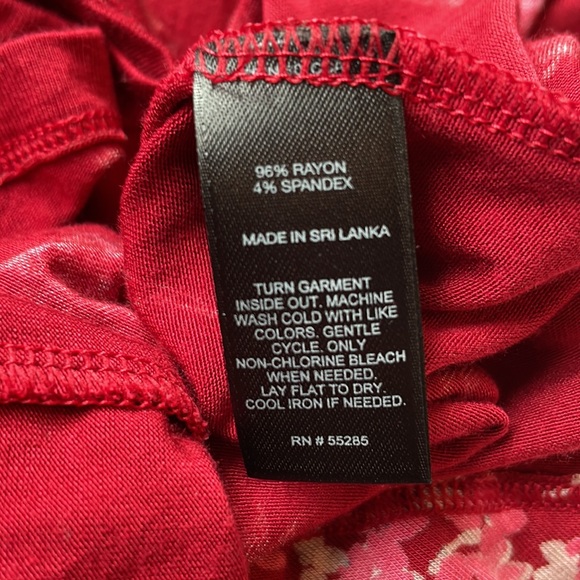 96% RAYON
4% SPANDEX
MADE IN SRI LANKA
TURN GARMENT
INSIDE OUT. MACHINE
WASH COLD WITH LIKE
COLORS. GENTLE
CYCLE. ONLY
NON-CHLORINE BLEACH
WHEN NEEDED.
LAY FLAT TO DRY.
COOL IRON IF NEEDED.
RN # 55285